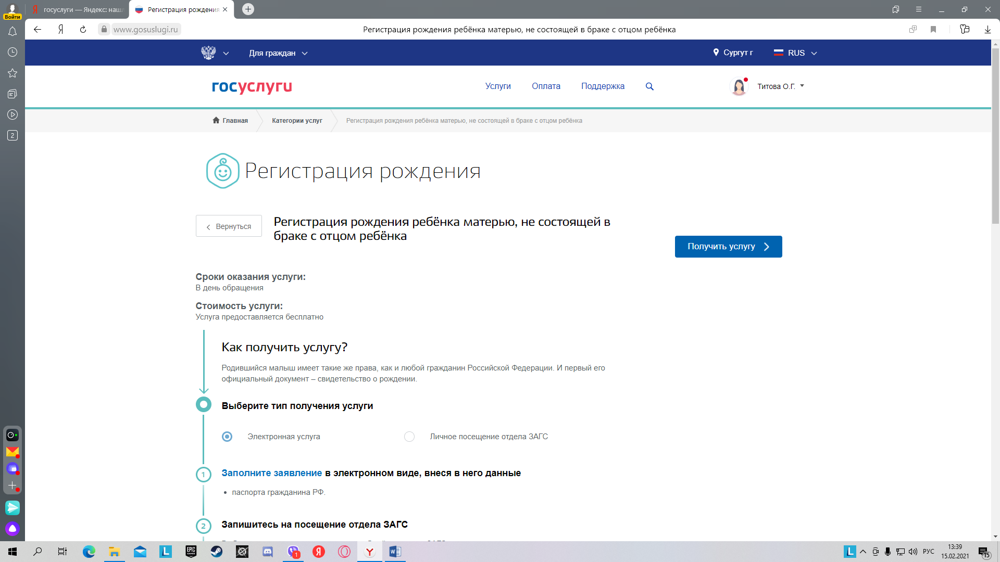 госуслуги — Яндекс: наш
Регистрация рождения
Войти
www.gosuslugi.ru
Регистрация рождения ребёнка матерью, не состоящей в браке с отцом ребёнка
Для граждан
Сургут г
RUS
госуслуги
Услуги
Оплата
Поддержка
Титова О.Г.
Главная
Категории услуг
Регистрация рождения ребёнка матерью, не состоящей в браке с отцом ребёнка
2
Регистрация рождения
Вернуться
Регистрация рождения ребёнка матерью, не состоящей в
браке с отцом ребёнка
Получить услугу
Сроки оказания услуги:
В день обращения
Стоимость услуги:
Услуга предоставляется бесплатно
Как получить услугу?
Родившийся малыш имеет такие же права, как и любой гражданин Российской Федерации. И первый его
официальный документ – свидетельство о рождении.
Выберите тип получения услуги
Электронная услуга
Личное посещение отдела ЗАГС
1
Заполните заявление в электронном виде, внеся в него данные
• паспорта гражданина РФ.
2
Запишитесь на посещение отдела ЗАГС
L
EPIC
GAMES
1
Я
Y
W
L
РУС
13:39
15.02.2021
15